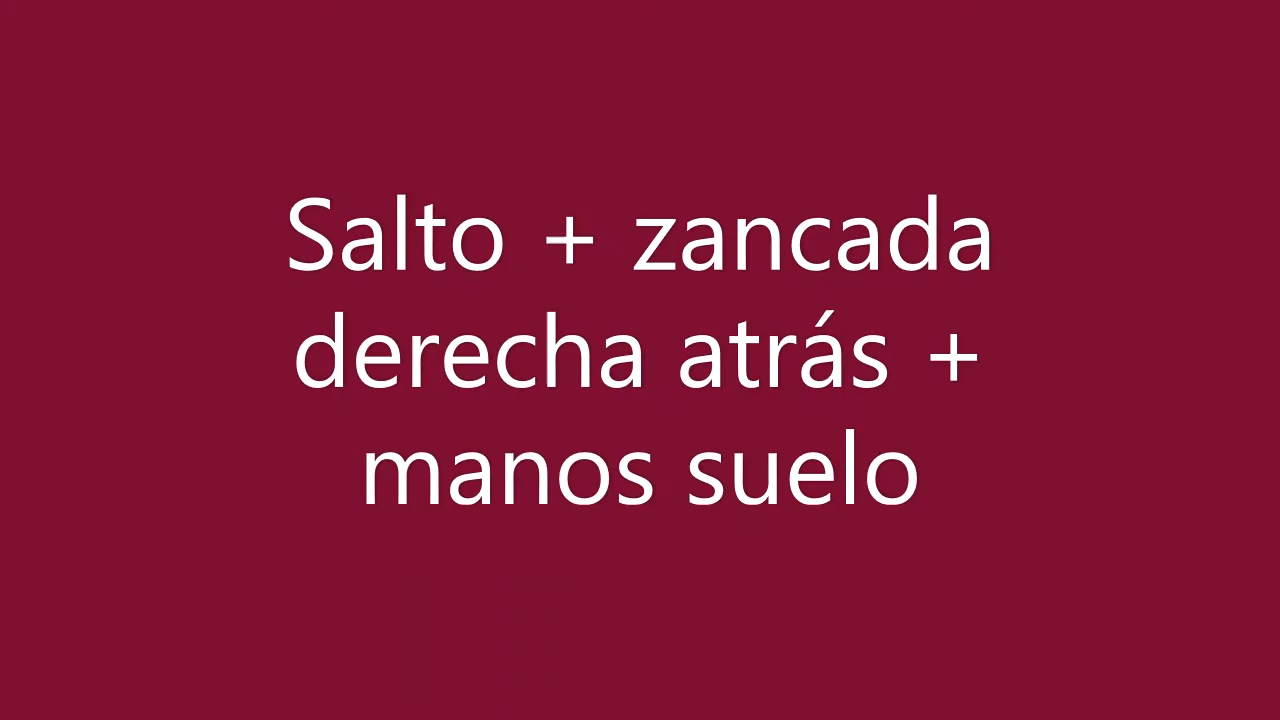 Salto + zancada
derecha atrás +
manos suelo